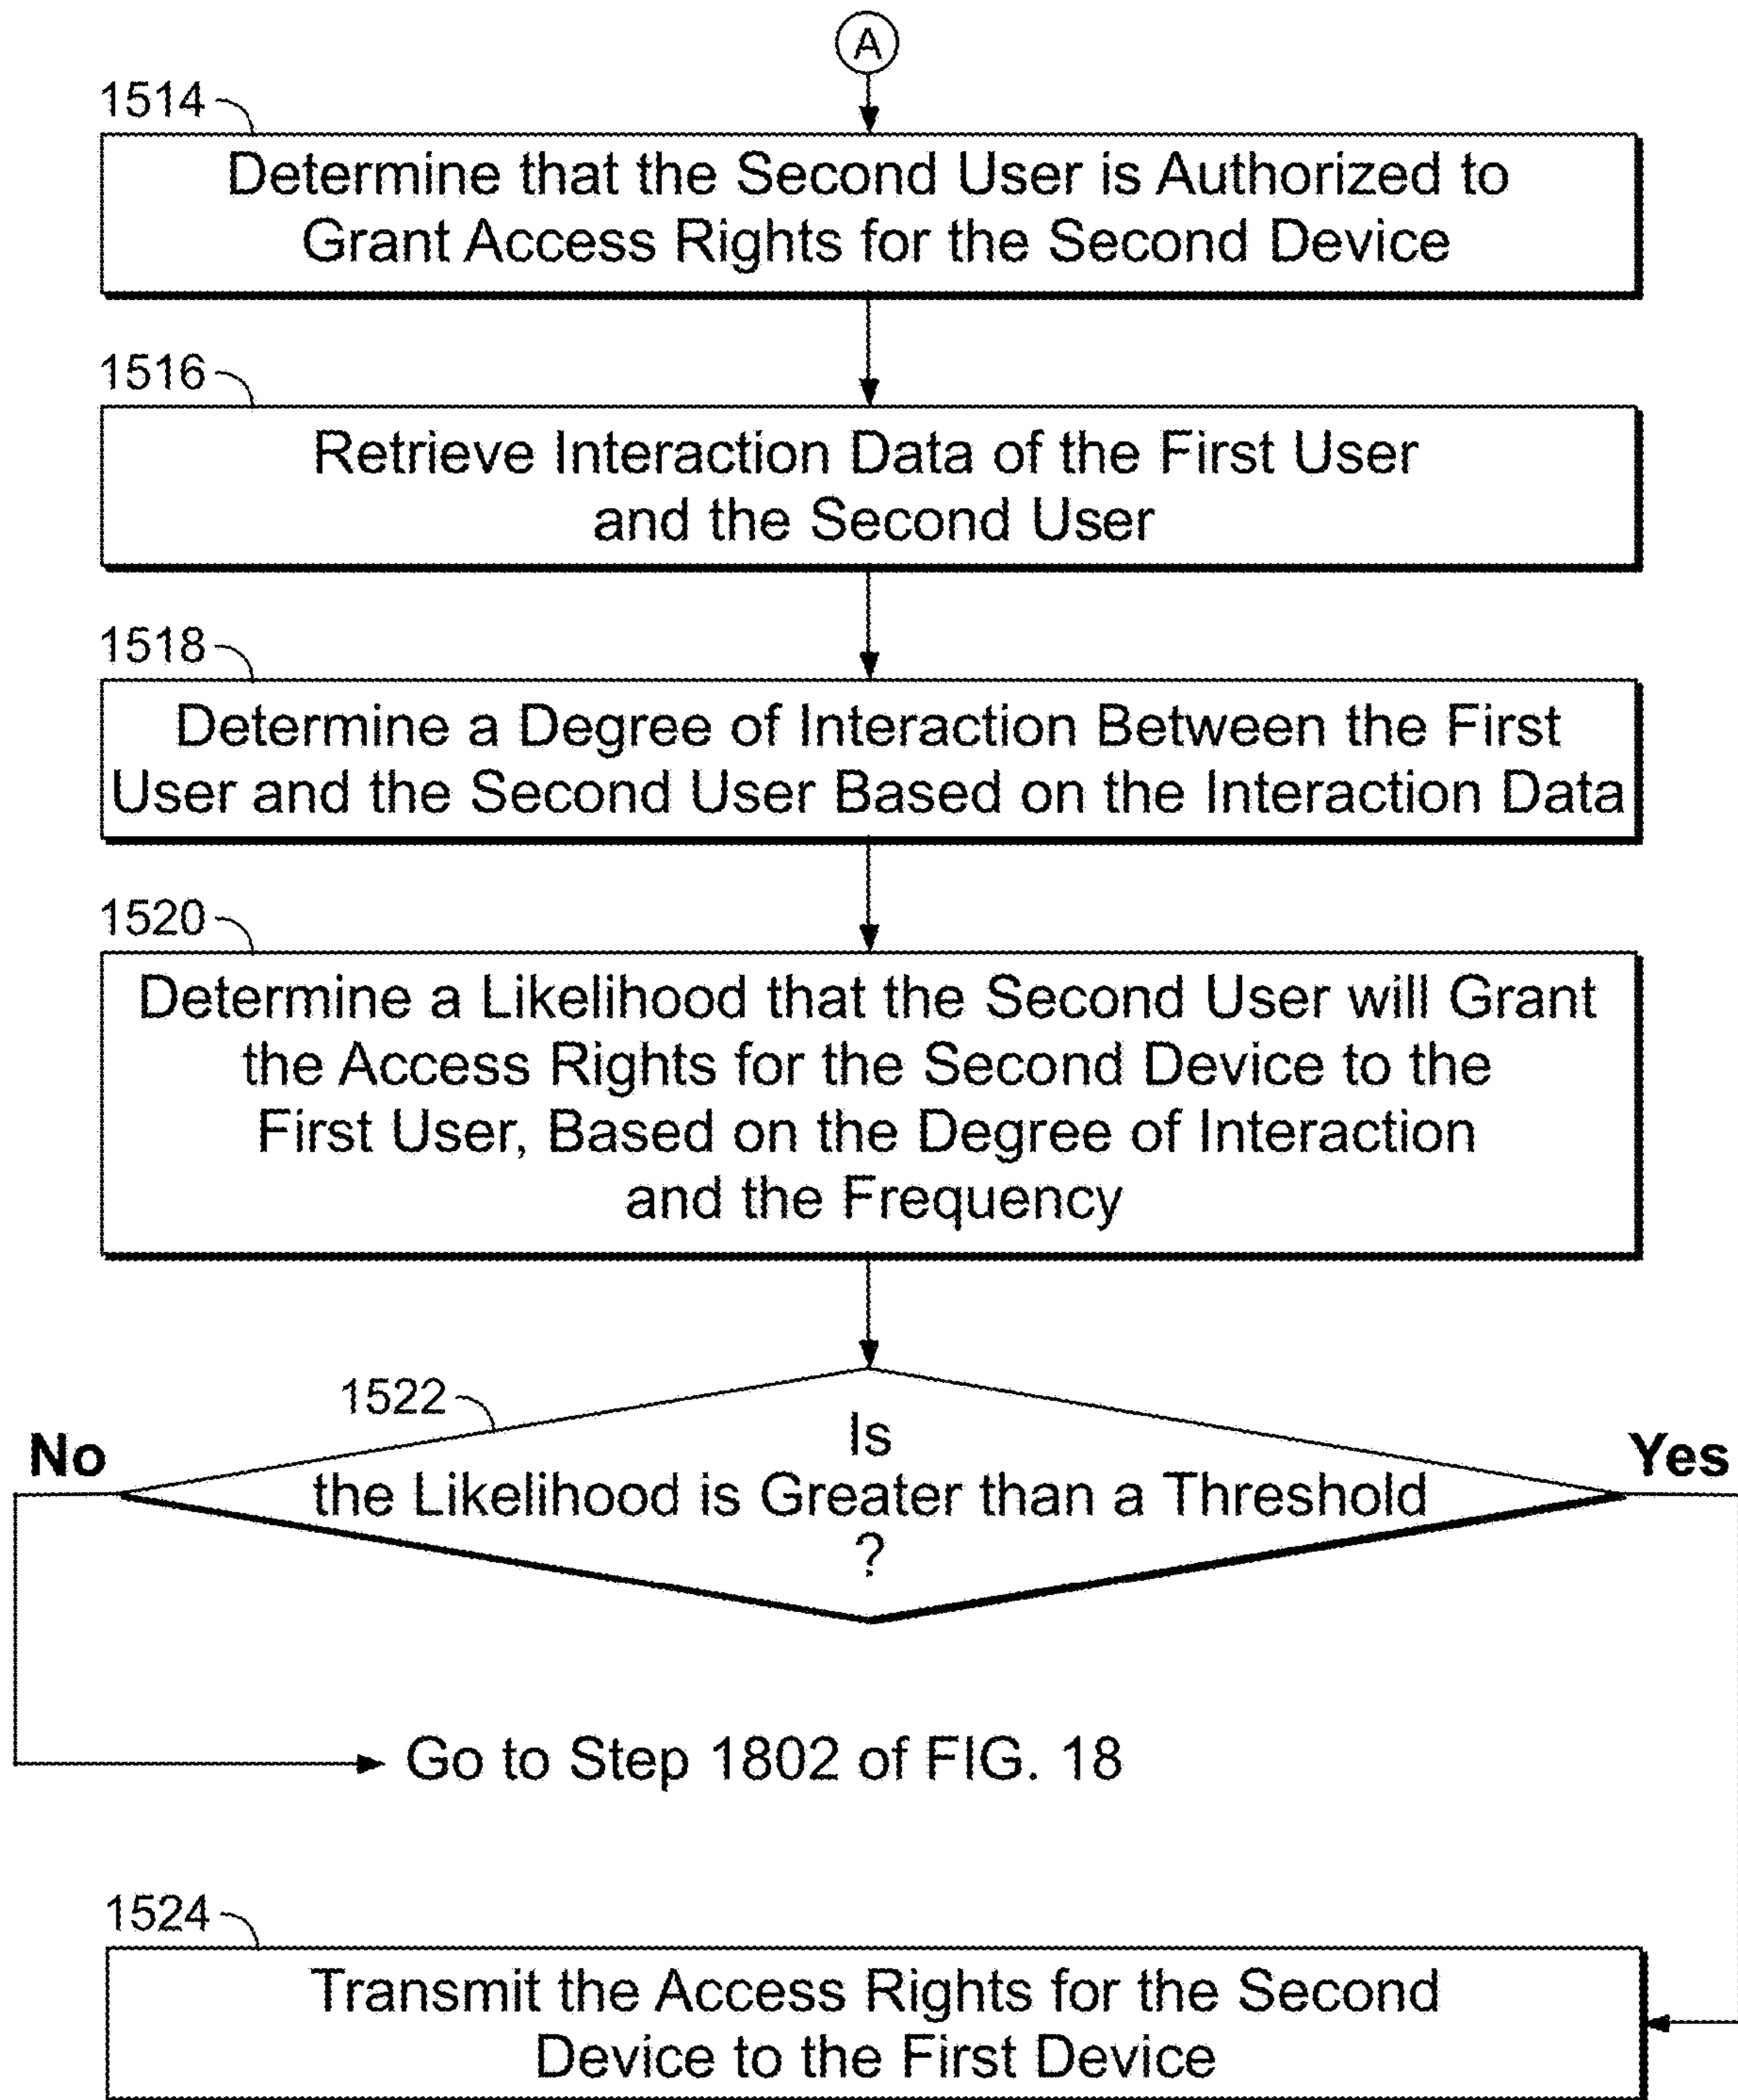 A
1514
Determine that the Second User is Authorized to
Grant Access Rights for the Second Device
1516
Retrieve Interaction Data of the First User
and the Second User
1518
Determine a Degree of Interaction Between the First
User and the Second User Based on the Interaction Data
1520
Determine a Likelihood that the Second User will Grant
the Access Rights for the Second Device to the
First User, Based on the Degree of Interaction
and the Frequency
1522
Is
the Likelihood is Greater than a Threshold
?
No
Yes
Go to Step 1802 of FIG. 18
1524
Transmit the Access Rights for the Second
Device to the First Device